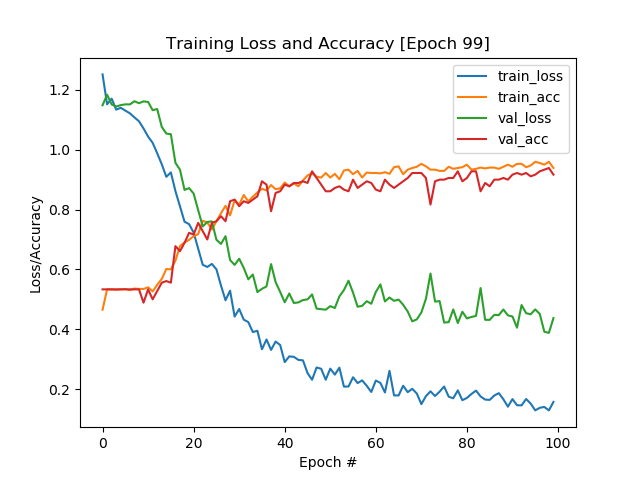 Training Loss and Accuracy [Epoch 99]
train_loss
train_acc
val_loss
val_acc
Loss/Accuracy
1.2
1.0
0.8
0.6
0.4
0.2
0 20 40 60 80 100
Epoch #